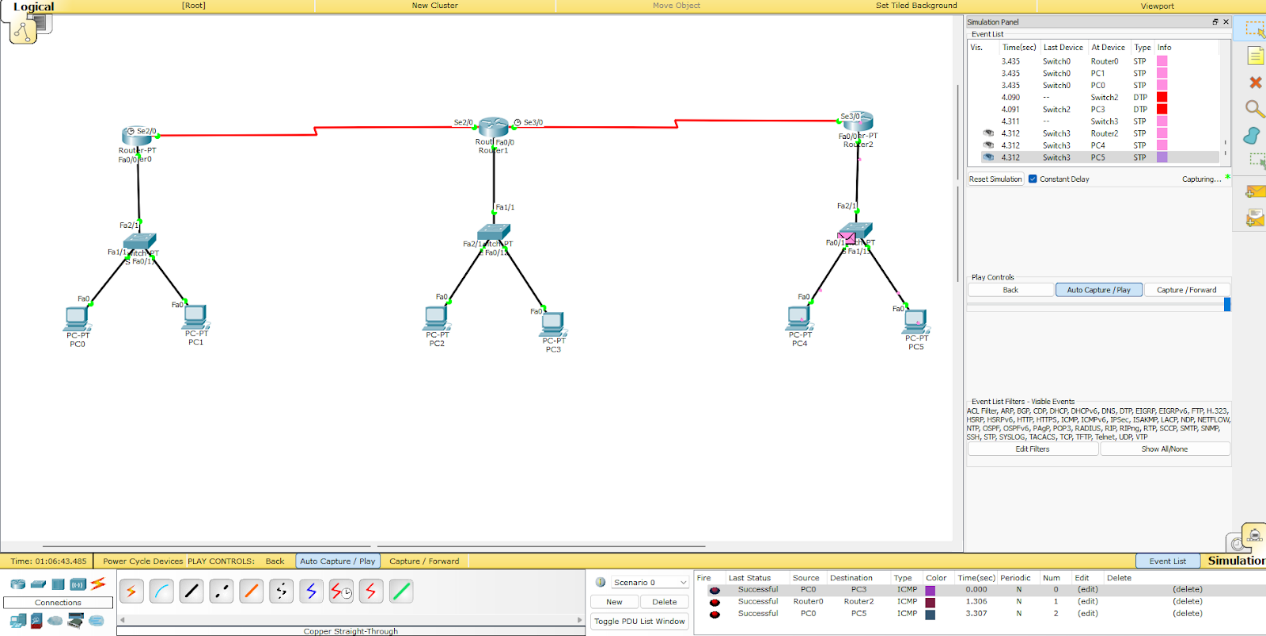 Logical [Root] New Cluster Move Object Set Tiled Background Viewport
Simulation Panel
Event List
Vis. Time(sec) Last Device At Device Type Info
3.435 Switch0 Router0 STP
3.435 Switch0 PC1 STP
3.435 Switch0 PC0 STP
4.090 -- Switch2 DTP
4.091 Switch2 PC3 DTP
4.311 -- Switch3 STP
4.312 Switch3 Router2 STP
4.312 Switch3 PC4 STP
4.312 Switch3 PC5 STP
Reset Simulation Constant Delay Capturing... *
Play Controls
Back Auto Capture / Play Capture / Forward
Event List Filters - Visible Events
ACL Filter, ARP, BGP, CDP, DHCP, DHCPv6, DNS, DTP, EIGRP, EIGRPv6, FTP, H.323,
HSRP, HSRPv6, HTTP, HTTPS, ICMP, ICMPv6, IPSec, ISAKMP, LACP, NDP, NETFLOW,
NTP, OSPF, OSPFv6, PAgP, POP3, RADIUS, RIP, RIPng, RTP, SCCP, SMTP, SNMP,
SSH, STP, SYSLOG, TACACS, TCP, TFTP, Telnet, UDP, VTP
Edit Filters Show All/None
Se2/0 Se2/0 Se3/0 Se3/0
Router-PT Fa0/0 Fa0/0
Fa0/0 Router1 Router2
Fa2/1 Fa1/1 Fa2/1
Fa1/1 Fa2/1
Fa0/1 Fa0/1
Fa0 Fa0 Fa0 Fa0 Fa0 Fa0
PC-PT PC-PT PC-PT PC-PT PC-PT PC-PT
PC0 PC1 PC2 PC3 PC4 PC5
Time: 01:06:43.485 Power Cycle Devices PLAY CONTROLS: Back Auto Capture / Play Capture / Forward Event List Simulation
Connections
Copper Straight-Through
Scenario 0
New Delete
Toggle PDU List Window
Fire Last Status Source Destination Type Color Time(sec) Periodic Num Edit Delete
Successful PC0 PC3 ICMP 0.000 N 0 (edit) (delete)
Successful Router0 Router2 ICMP 1.306 N 1 (edit) (delete)
Successful PC0 PC5 ICMP 3.307 N 2 (edit) (delete)